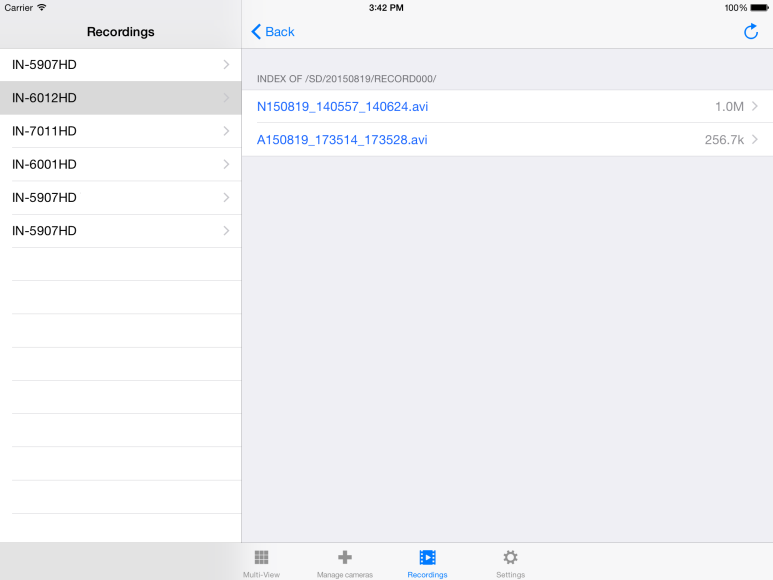 Carrier 3:42 PM 100%
Recordings
Back
IN-5907HD
IN-6012HD
IN-7011HD
IN-6001HD
IN-5907HD
IN-5907HD
INDEX OF /SD/20150819/RECORD000/
N150819_140557_140624.avi 1.0M
A150819_173514_173528.avi 256.7k
Multi-View Manage cameras Recordings Settings